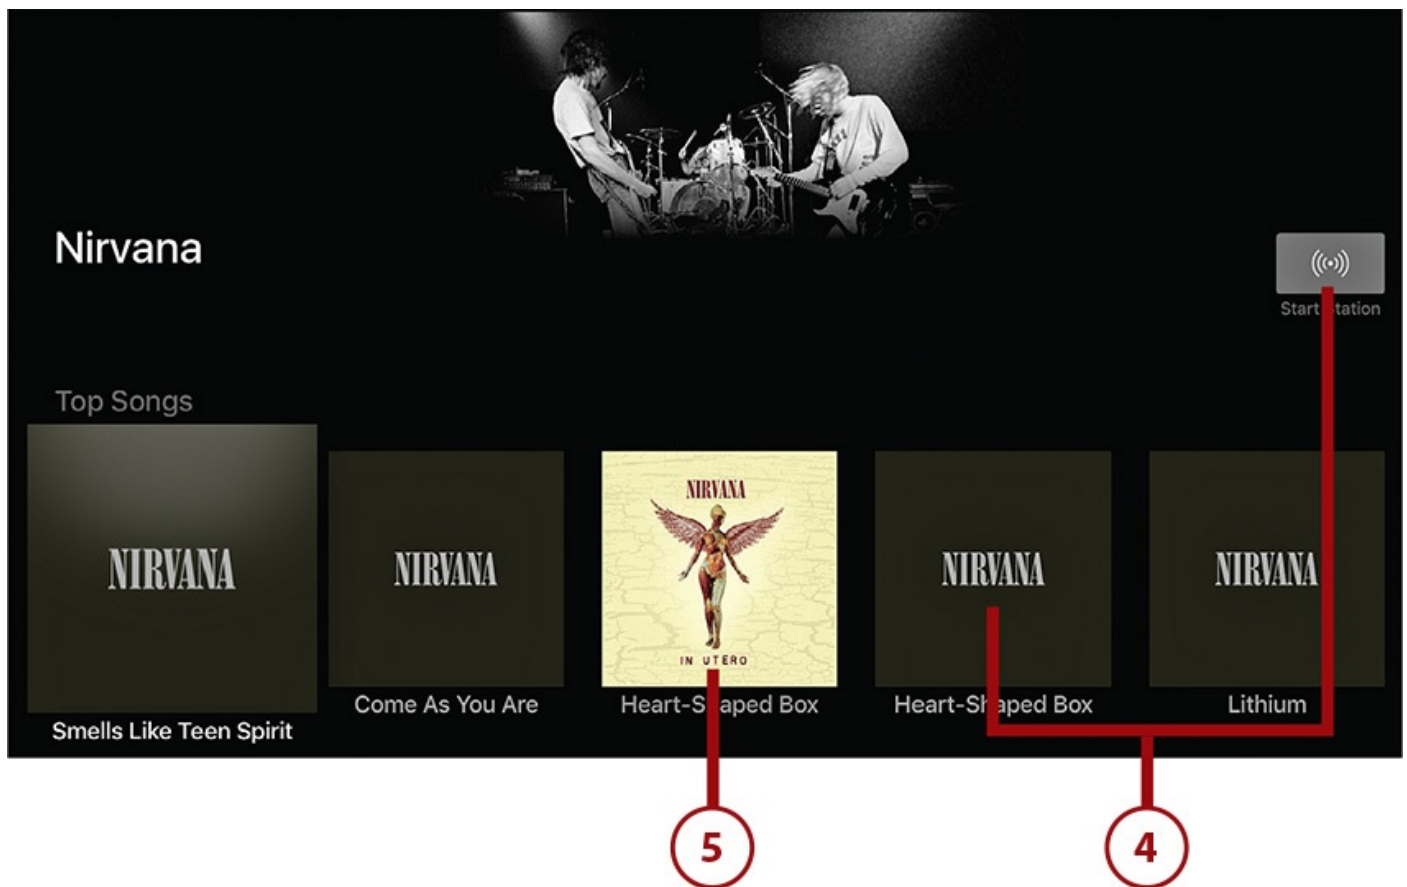 Nirvana
Start Station
Top Songs
NIRVANA
NIRVANA
NIRVANA
IN UTERO
NIRVANA
NIRVANA
Smells Like Teen Spirit
Come As You Are
Heart-Shaped Box
Heart-Shaped Box
Lithium
5
4